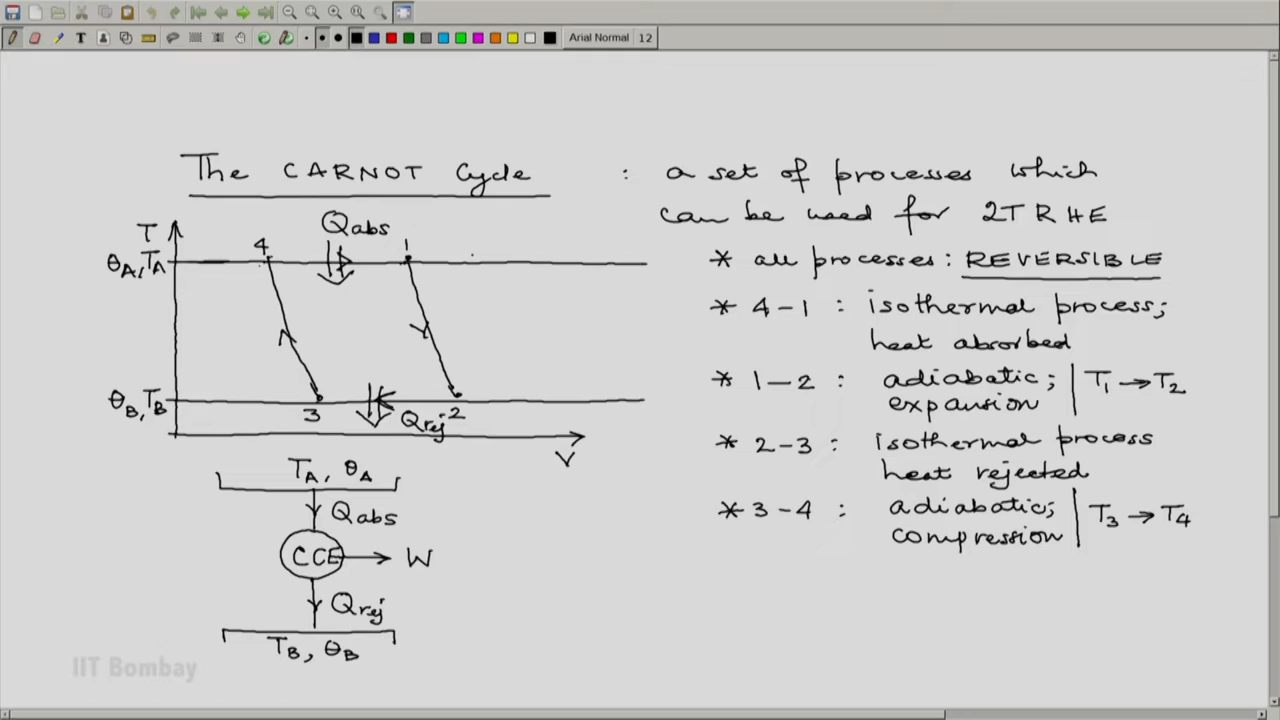 Arial Normal 12
The CARNOT Cycle : a set of processes which
can be used for 2TRHE
* all processes: REVERSIBLE
* 4-1 : isothermal process;
heat absorbed
* 1-2 : adiabatic; | T1 → T2
expansion
* 2-3 : isothermal process
heat rejected
* 3-4 : adiabatic; | T3 → T4
compression
T
Qabs
4
1
θA, TA
θB, TB
3
Qrej
2
V
TA, θA
Qabs
CCE → W
Qrej
TB, θB
IIT Bombay